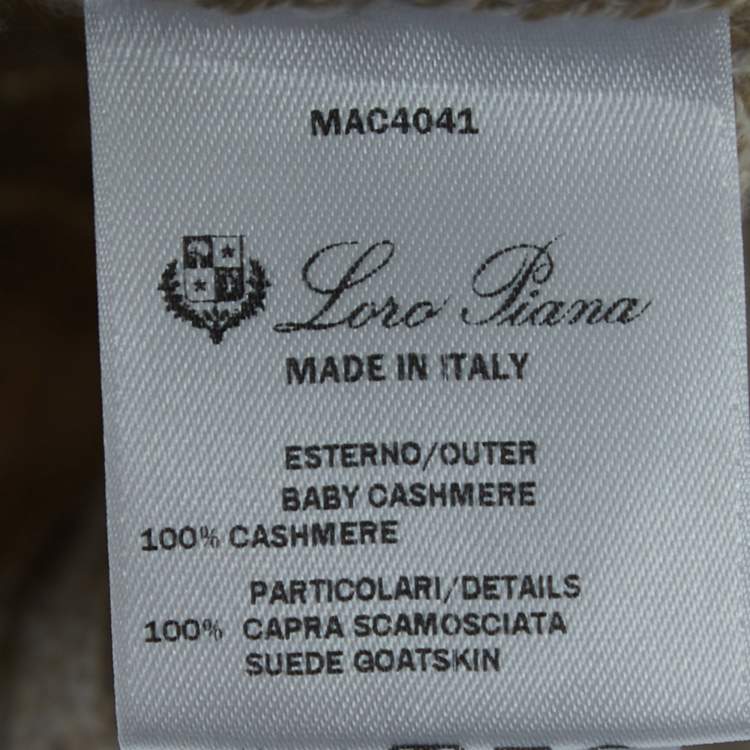 MAC4041
Loro Piana
MADE IN ITALY
ESTERNO/OUTER
BABY CASHMERE
100% CASHMERE
PARTICOLARI/DETAILS
100% CAPRA SCAMOSCIATA
SUEDE GOATSKIN